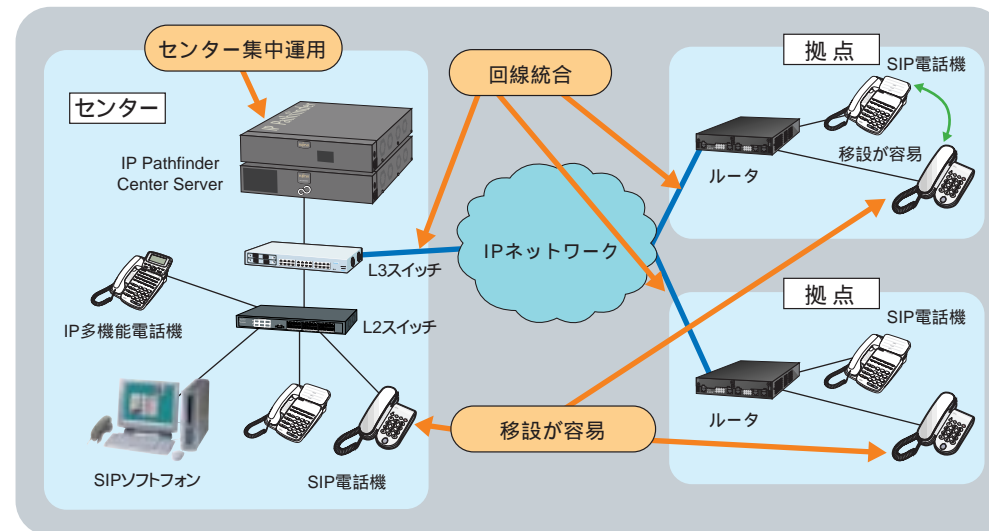 センター集中運用
回線統合
拠点
SIP電話機
センター
IP Pathfinder
IP Pathfinder
Center Server
移設が容易
ルータ
IPネットワーク
L3スイッチ
IP多機能電話機
L2スイッチ
拠点
SIP電話機
ルータ
移設が容易
SIPソフトフォン
SIP電話機